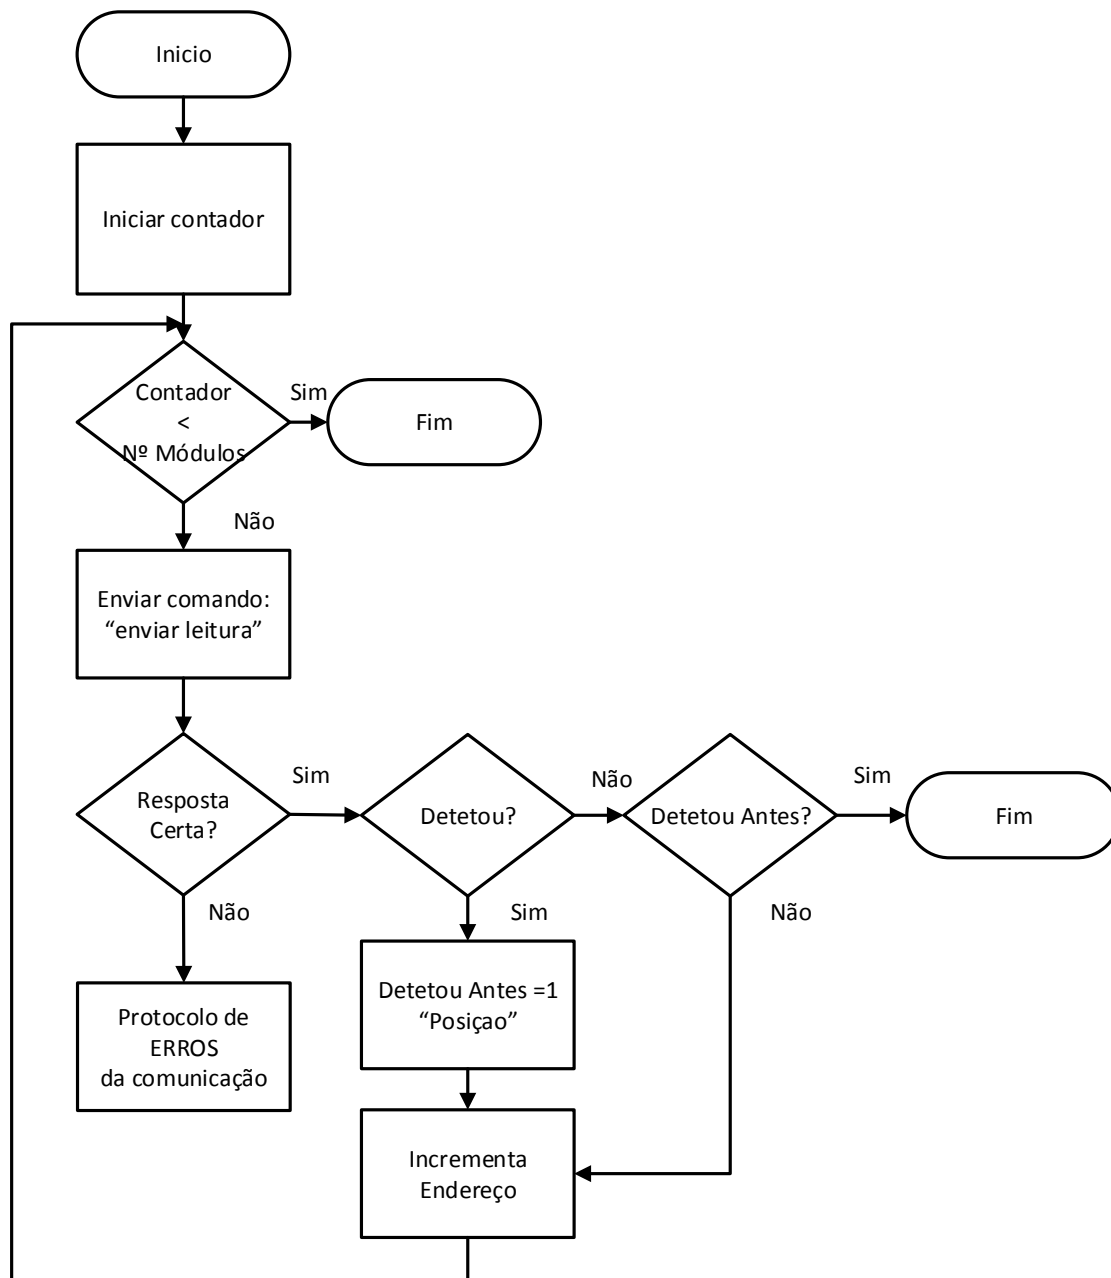 Inicio
Iniciar contador
Contador
<
Nº Módulos
Sim
Fim
Não
Enviar comando:
“enviar leitura”
Resposta
Certa?
Sim
Detetou?
Não
Detetou Antes?
Sim
Fim
Não
Sim
Não
Protocolo de
ERROS
da comunicação
Detetou Antes =1
“Posiçao”
Incrementa
Endereço